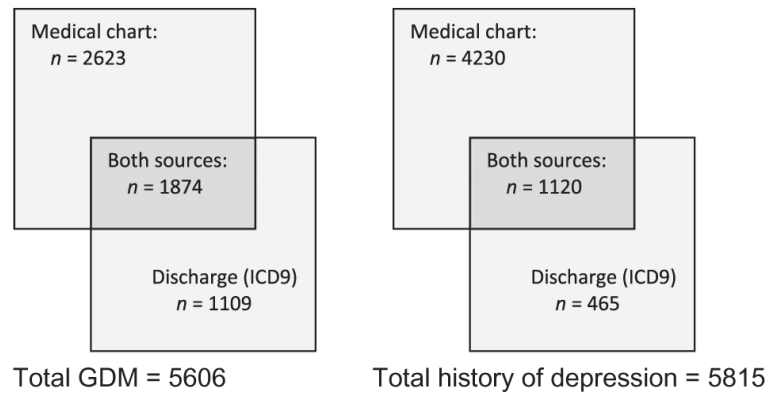 Medical chart:
n = 2623
Both sources:
n = 1874
Discharge (ICD9)
n = 1109
Total GDM = 5606
Medical chart:
n = 4230
Both sources:
n = 1120
Discharge (ICD9)
n = 465
Total history of depression = 5815